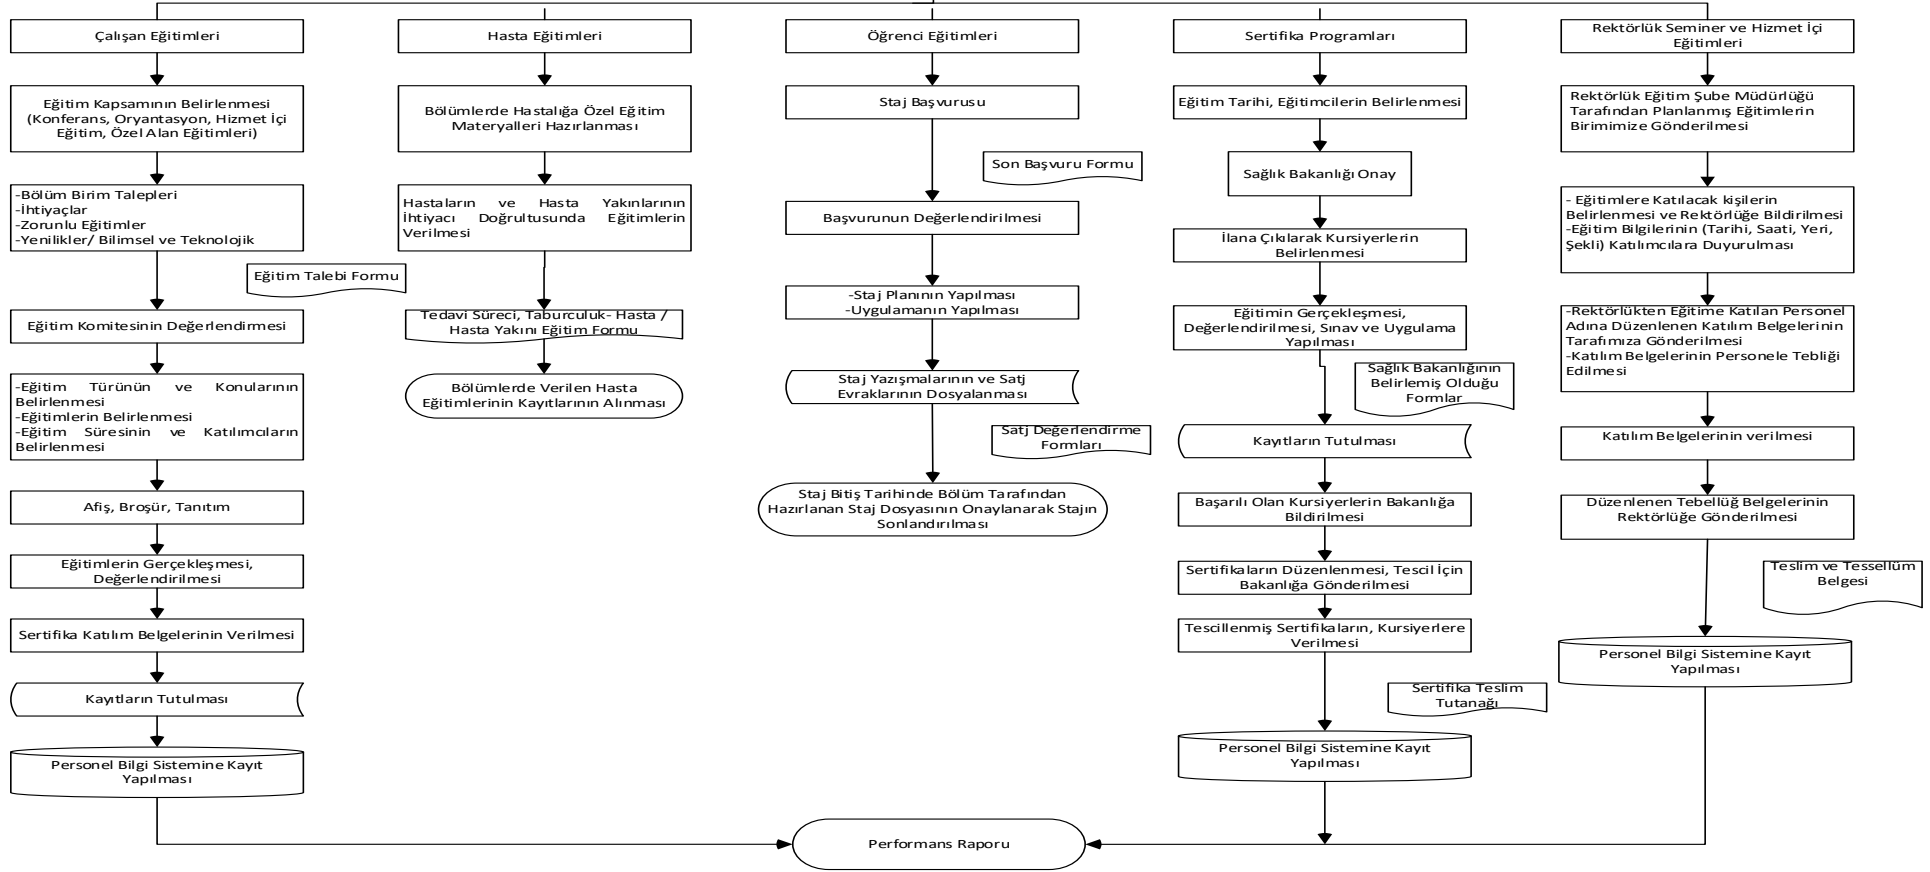 Çalışan Eğitimleri
Eğitim Kapsamının Belirlenmesi
(Konferans, Oryantasyon, Hizmet İçi
Eğitim, Özel Alan Eğitimleri)
-Bölüm Birim Talepleri
-İhtiyaçlar
-Zorunlu Eğitimler
-Yenilikler/ Bilimsel ve Teknolojik
Eğitim Talebi Formu
Eğitim Komitesinin Değerlendirmesi
-Eğitim Türünün ve Konularının
Belirlenmesi
-Eğitimlerin Belirlenmesi
-Eğitim Süresinin ve Katılımcıların
Belirlenmesi
Afiş, Broşür, Tanıtım
Eğitimlerin Gerçekleşmesi,
Değerlendirilmesi
Sertifika Katılım Belgelerinin Verilmesi
Kayıtların Tutulması
Personel Bilgi Sistemine Kayıt
Yapılması
Hasta Eğitimleri
Bölümlerde Hastalığa Özel Eğitim
Materyalleri Hazırlanması
Hastaların ve Hasta Yakınlarının
İhtiyacı Doğrultusunda Eğitimlerin
Verilmesi
Tedavi Süreci, Taburculuk- Hasta /
Hasta Yakını Eğitim Formu
Bölümlerde Verilen Hasta
Eğitimlerinin Kayıtlarının Alınması
Öğrenci Eğitimleri
Staj Başvurusu
Son Başvuru Formu
Başvurunun Değerlendirilmesi
-Staj Planının Yapılması
-Uygulamanın Yapılması
Staj Yazışmalarının ve Satj
Evraklarının Dosyalanması
Satj Değerlendirme
Formları
Staj Bitiş Tarihinde Bölüm Tarafından
Hazırlanan Staj Dosyasının Onaylanarak Stajın
Sonlandırılması
Sertifika Programları
Eğitim Tarihi, Eğitimcilerin Belirlenmesi
Sağlık Bakanlığı Onay
İlana Çıkılarak Kursiyerlerin
Belirlenmesi
Eğitimin Gerçekleşmesi,
Değerlendirilmesi, Sınav ve Uygulama
Yapılması
Sağlık Bakanlığının
Belirlemiş Olduğu
Formlar
Kayıtların Tutulması
Başarılı Olan Kursiyerlerin Bakanlığa
Bildirilmesi
Sertifikaların Düzenlenmesi, Tescil İçin
Bakanlığa Gönderilmesi
Tescillenmiş Sertifikaların, Kursiyerlere
Verilmesi
Sertifika Teslim
Tutanağı
Personel Bilgi Sistemine Kayıt
Yapılması
Rektörlük Seminer ve Hizmet İçi
Eğitimleri
Rektörlük Eğitim Şube Müdürlüğü
Tarafından Planlanmış Eğitimlerin
Birimimize Gönderilmesi
- Eğitimlere Katılacak kişilerin
Belirlenmesi ve Rektörlüğe Bildirilmesi
-Eğitim Bilgilerinin (Tarihi, Saati, Yeri,
Şekli) Katılımcılara Duyurulması
-Rektörlükten Eğitime Katılan Personel
Adına Düzenlenen Katılım Belgelerinin
Tarafımıza Gönderilmesi
-Katılım Belgelerinin Personele Tebliği
Edilmesi
Katılım Belgelerinin verilmesi
Düzenlenen Tebellüğ Belgelerinin
Rektörlüğe Gönderilmesi
Teslim ve Tessellüm
Belgesi
Personel Bilgi Sistemine Kayıt
Yapılması
Performans Raporu